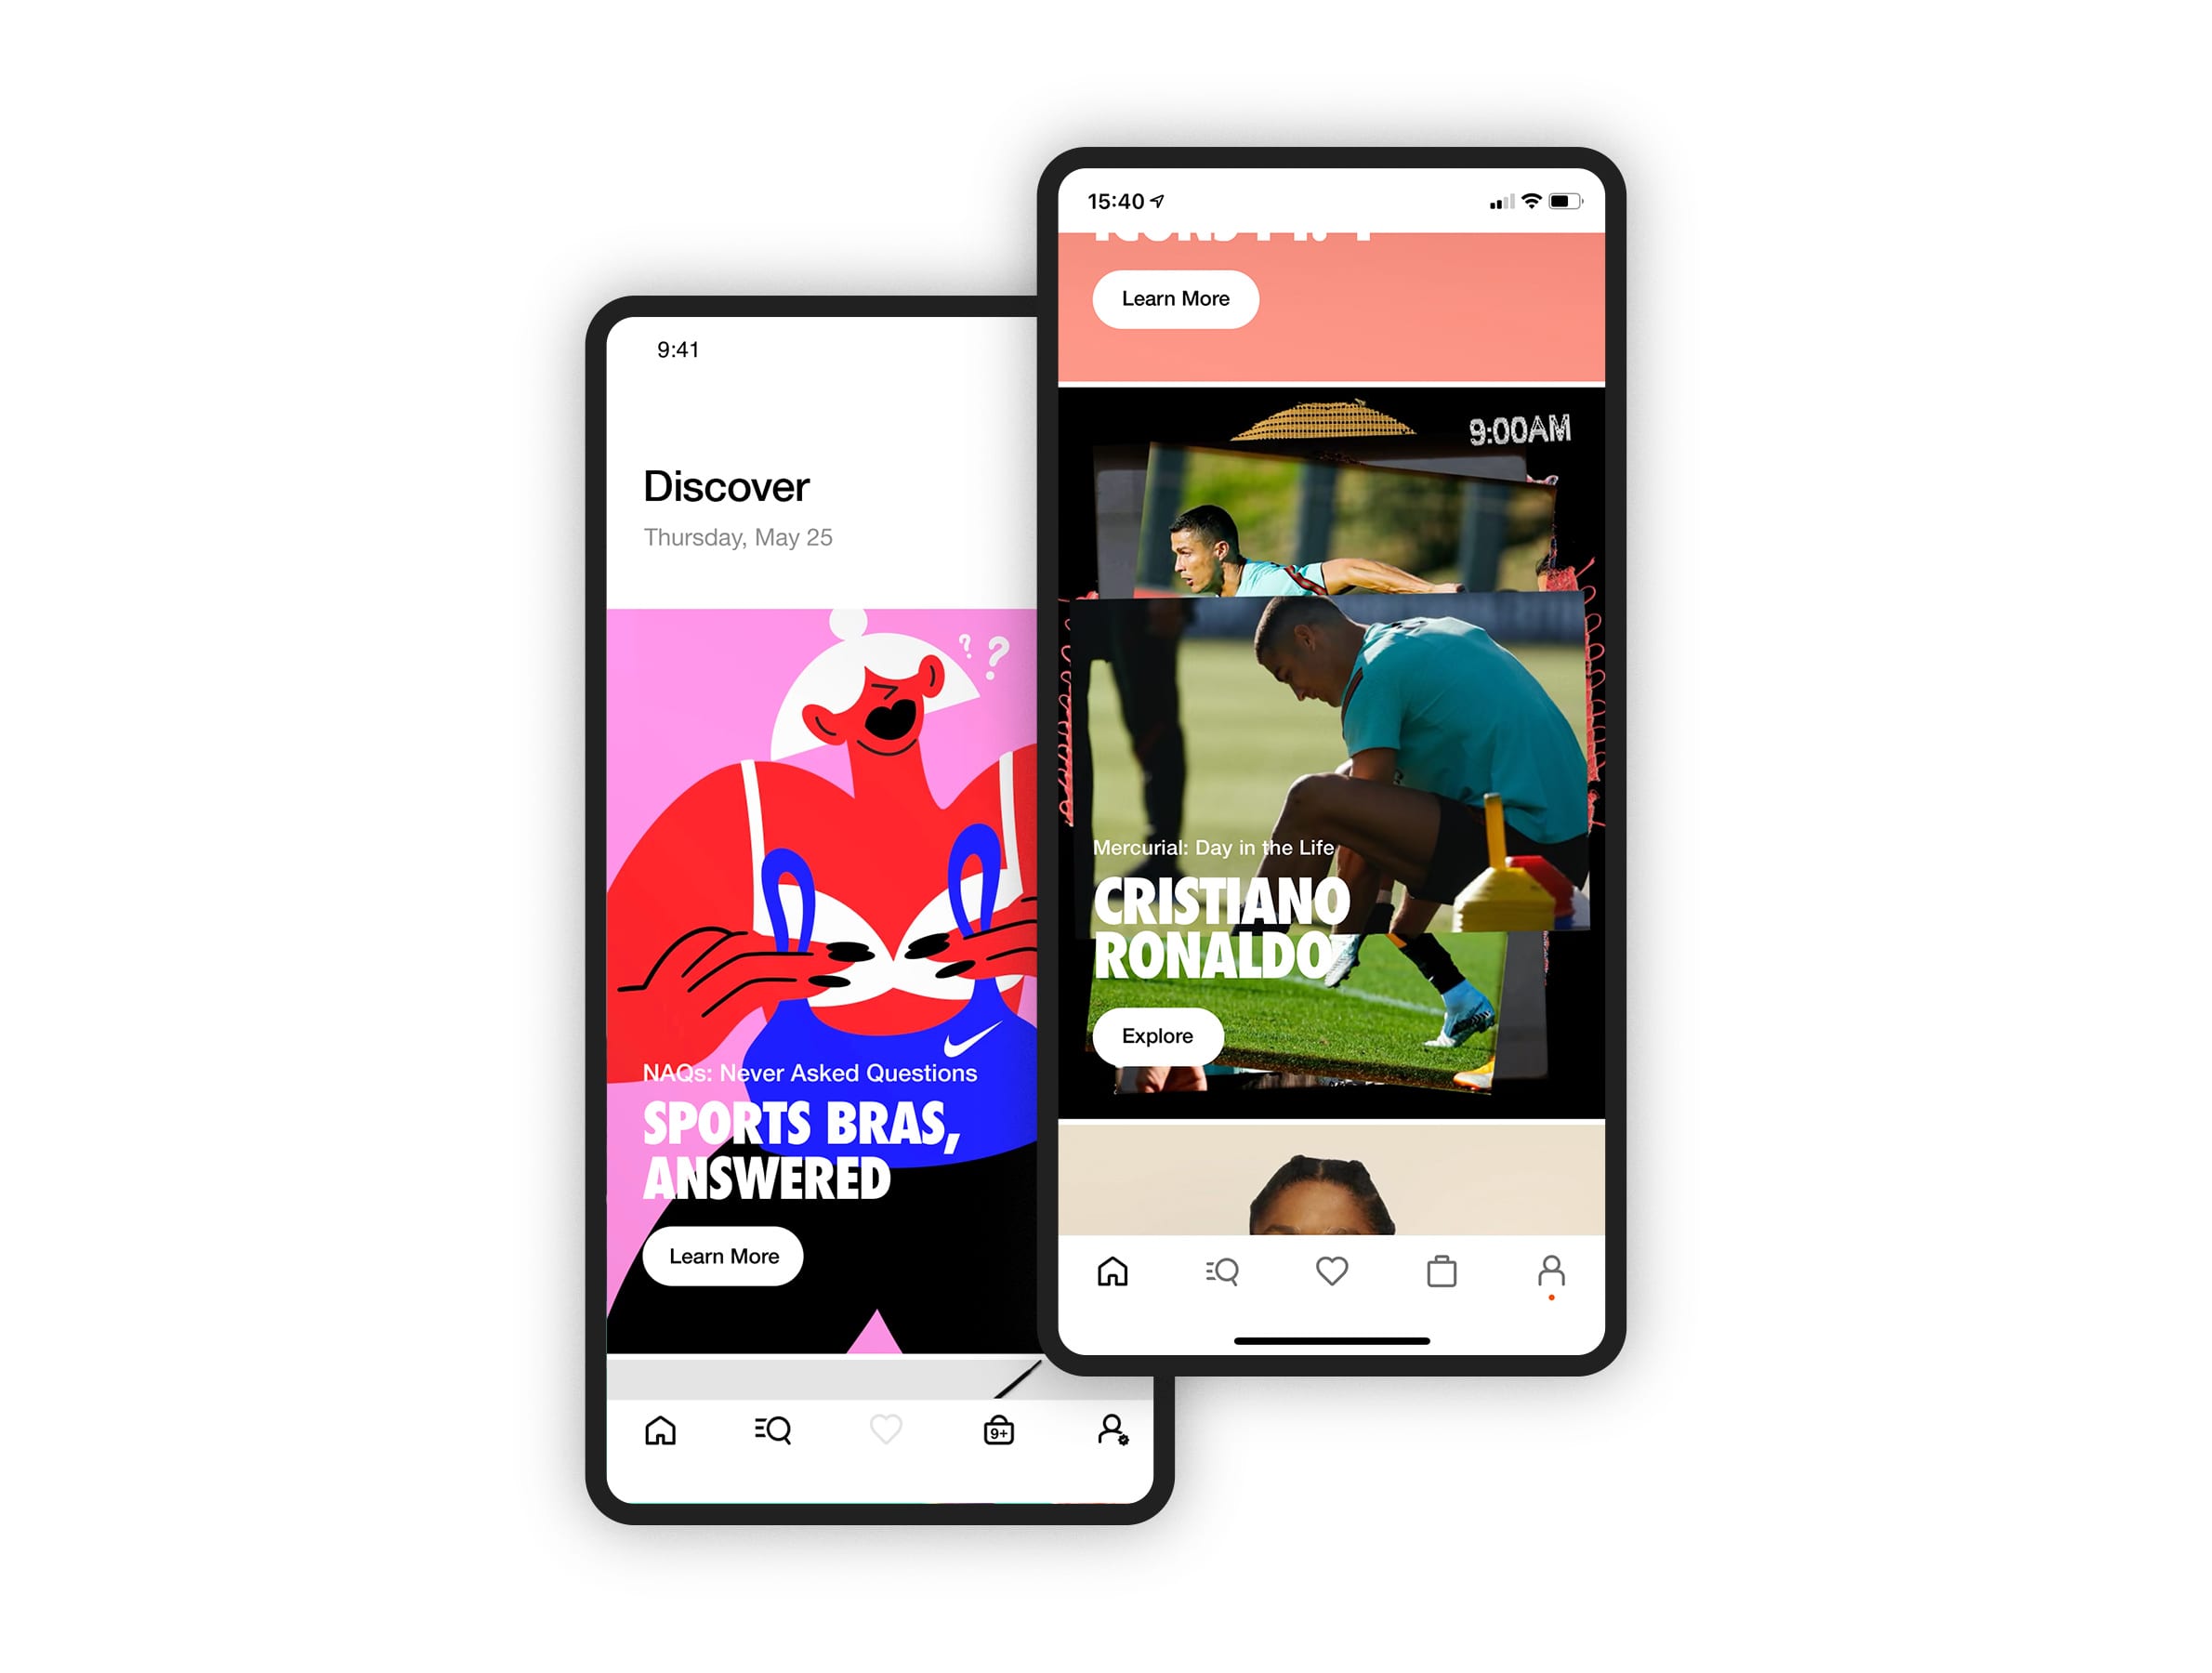 9:41
Discover
Thursday, May 25
? ?
NAQs: Never Asked Questions
SPORTS BRAS,
ANSWERED
Learn More
9+
15:40
Learn More
9:00AM
Mercurial: Day in the Life
CRISTIANO
RONALDO
Explore